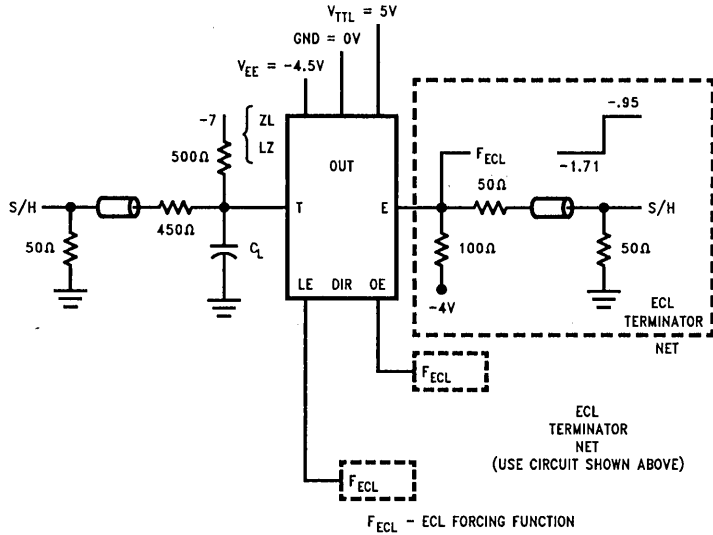 V_TTL = 5V
GND = 0V
V_EE = -4.5V
-7
ZL
LZ
500Ω
OUT
-.95
-1.71
F_ECL
50Ω
S/H
T
E
S/H
450Ω
50Ω
C_L
100Ω
50Ω
-4V
LE DIR OE
ECL
TERMINATOR
NET
F_ECL
ECL
TERMINATOR
NET
(USE CIRCUIT SHOWN ABOVE)
F_ECL
F_ECL - ECL FORCING FUNCTION